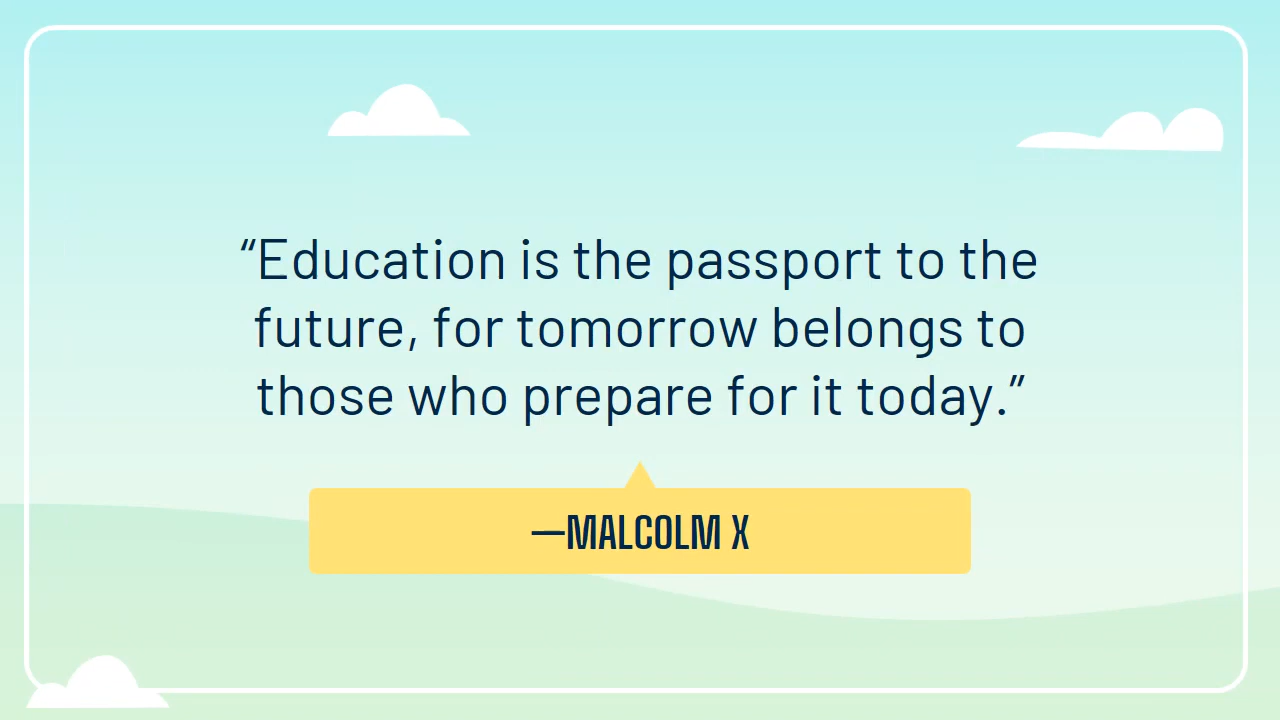 “Education is the passport to the
future, for tomorrow belongs to
those who prepare for it today.”
—MALCOLM X